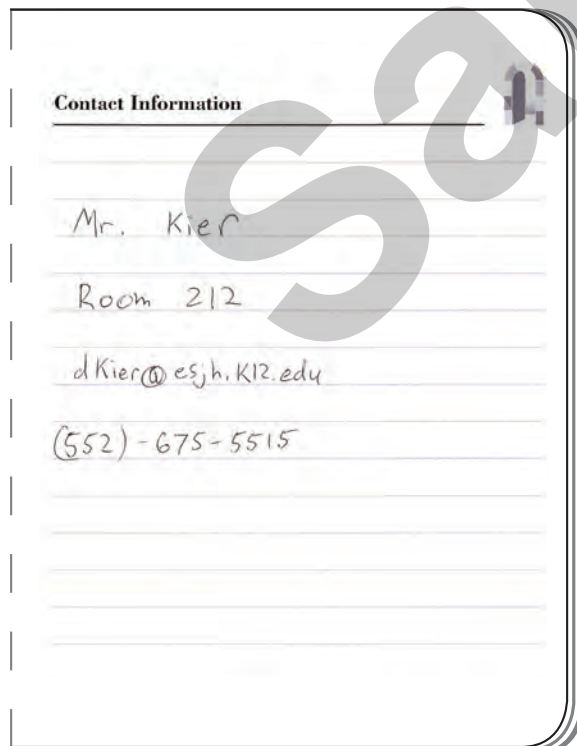 Contact Information
Mr. Kier
Room 212
dkier@esjh.K12.edu
(552)-675-5515
Sa